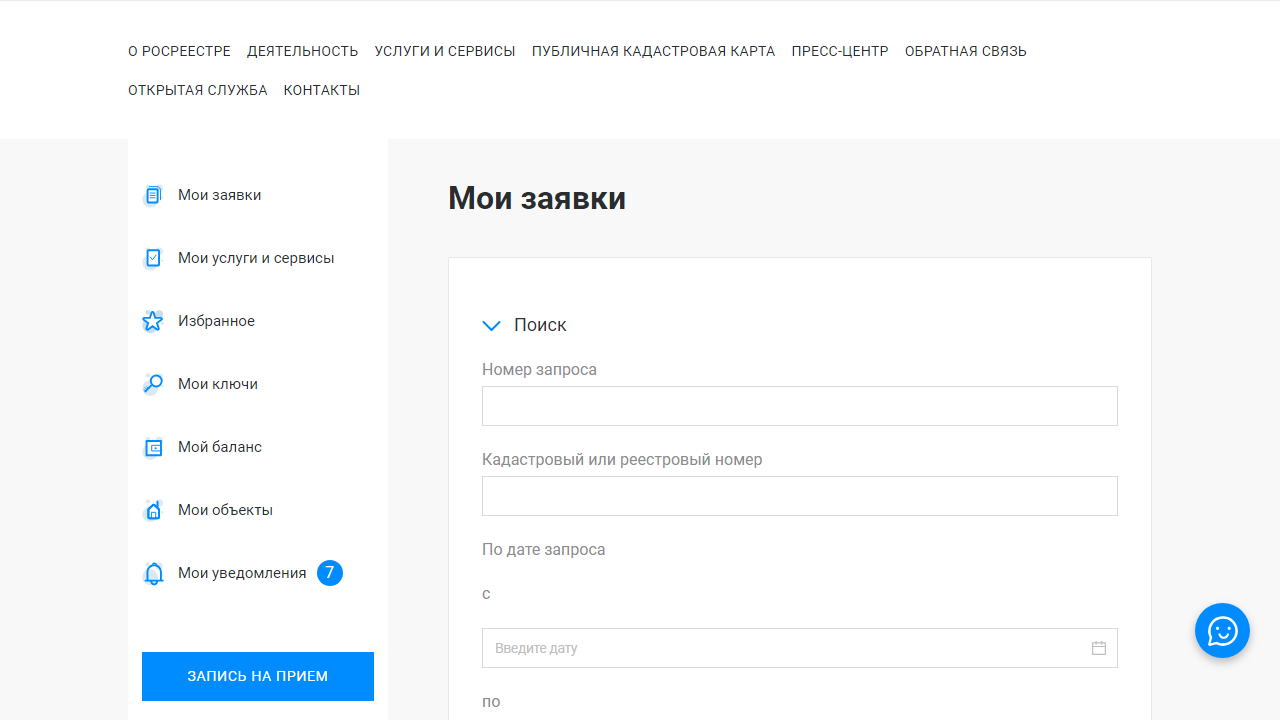 О РОСРЕЕСТРЕ ДЕЯТЕЛЬНОСТЬ УСЛУГИ И СЕРВИСЫ ПУБЛИЧНАЯ КАДАСТРОВАЯ КАРТА ПРЕСС-ЦЕНТР ОБРАТНАЯ СВЯЗЬ
ОТКРЫТАЯ СЛУЖБА КОНТАКТЫ
Мои заявки
Мои услуги и сервисы
Избранное
Мои ключи
Мой баланс
Мои объекты
Мои уведомления 7
ЗАПИСЬ НА ПРИЕМ
Мои заявки
Поиск
Номер запроса
Кадастровый или реестровый номер
По дате запроса
с
Введите дату
по